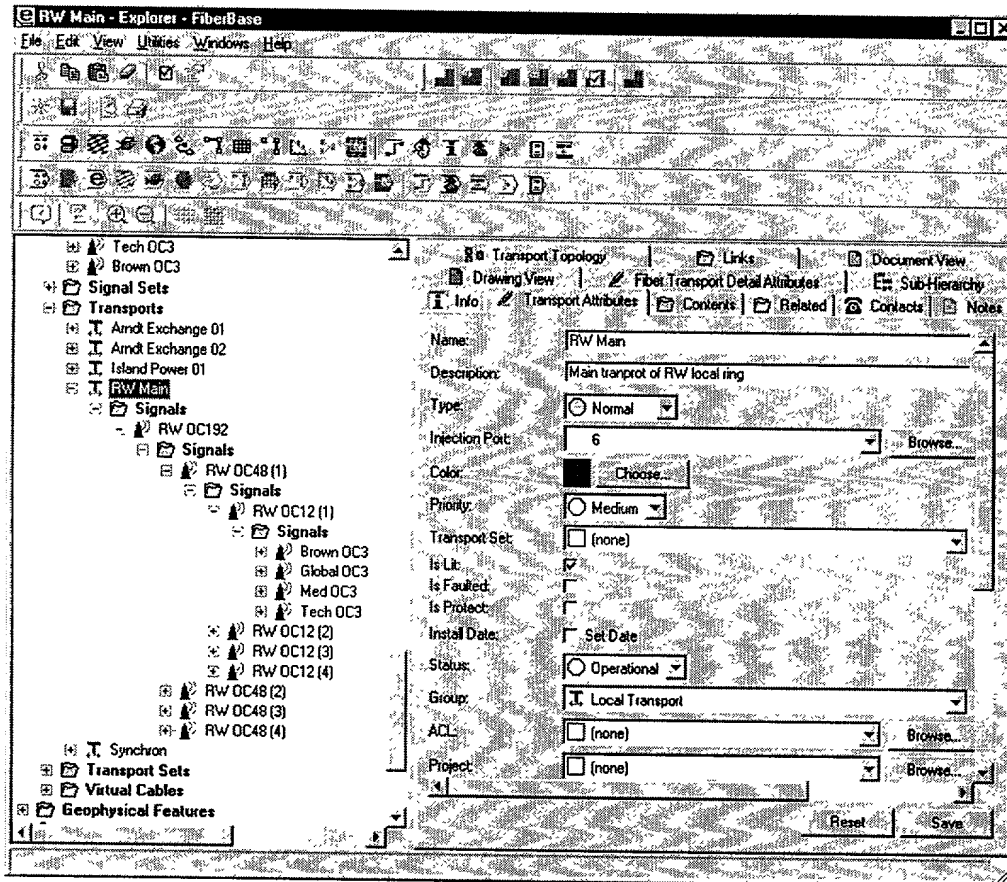 RW Main - Explorer - FiberBase
File Edit View Utilities Windows Help
Tech OC3
Brown OC3
Signal Sets
Transports
Arndt Exchange 01
Arndt Exchange 02
Island Power 01
RW Main
Signals
RW OC192
Signals
RW OC48 (1)
Signals
RW OC12 (1)
Signals
Brown OC3
Global OC3
Med OC3
Tech OC3
RW OC12 (2)
RW OC12 (3)
RW OC12 (4)
RW OC48 (2)
RW OC48 (3)
RW OC48 (4)
Synchron
Transport Sets
Virtual Cables
Geophysical Features
Transport Topology Links Document View
Drawing View Fiber Transport Detail Attributes Sub-Hierarchy
Info Transport Attributes Contents Related Contacts Notes
Name: RW Main
Description: Main tranprot of RW local ring
Type: Normal
Injection Port: 6 Browse...
Color: Choose...
Priority: Medium
Transport Set: (none)
Is Lit:
Is Faulted:
Is Protect:
Install Date: Set Date
Status: Operational
Group: Local Transport
ACL: (none) Browse...
Project: (none) Browse...
Reset Save